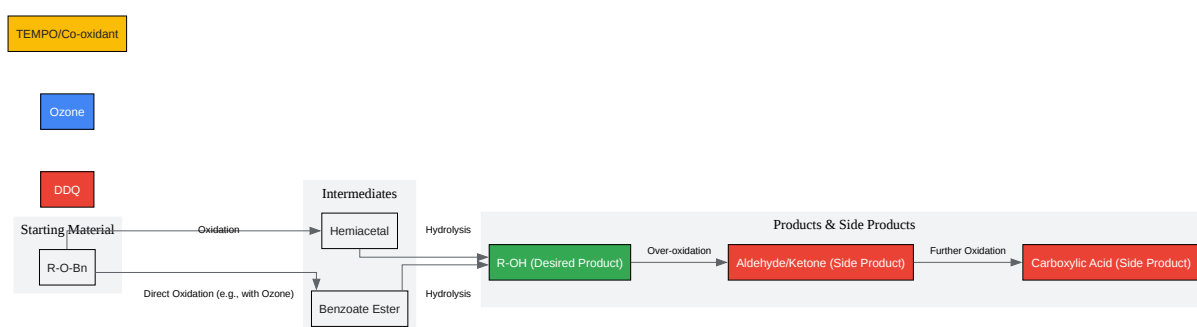 TEMPO/Co-oxidant
Ozone
DDQ
Starting Material
R-O-Bn
Oxidation
Direct Oxidation (e.g., with Ozone)
Intermediates
Hemiacetal
Benzoate Ester
Hydrolysis
Hydrolysis
Products & Side Products
R-OH (Desired Product)
Over-oxidation
Aldehyde/Ketone (Side Product)
Further Oxidation
Carboxylic Acid (Side Product)